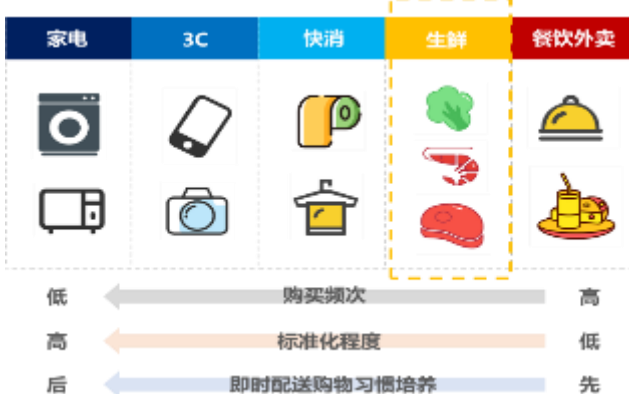 家电 3C 快消 生鲜 餐饮外卖
低 购买频次 高
高 标准化程度 低
后 即时配送购物习惯培养 先